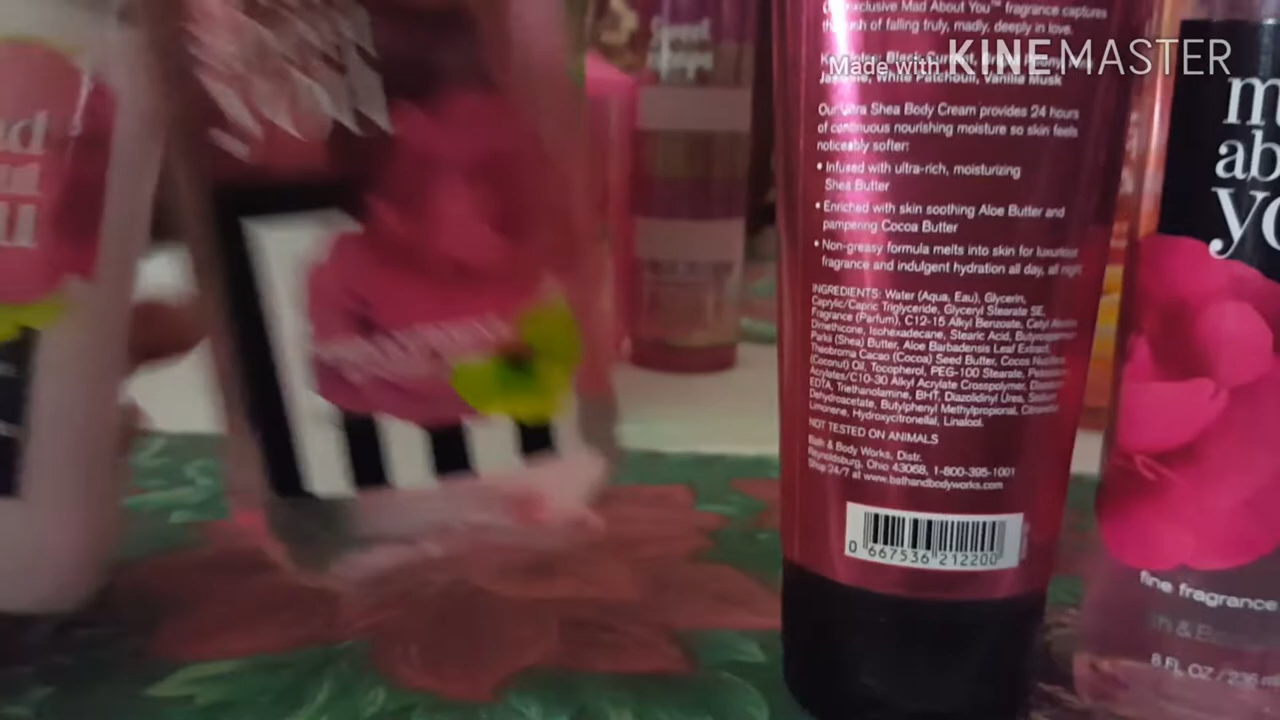 exclusive Mad About You™ fragrance captures
of falling truly, madly, deeply in love.
Made with KINEMASTER
White Patchouli, Vanilla Musk
Our Ultra Shea Body Cream provides 24 hours
of continuous nourishing moisture so skin feels
noticeably softer:
• Infused with ultra-rich, moisturizing
Shea Butter
• Enriched with skin soothing Aloe Butter and
pampering Cocoa Butter
• Non-greasy formula melts into skin for luxurious
fragrance and indulgent hydration all day, all night
INGREDIENTS: Water (Aqua, Eau), Glycerin,
Caprylic/Capric Triglyceride, Glyceryl Stearate SE,
Fragrance (Parfum), C12-15 Alkyl Benzoate, Cetyl
Dimethicone, Isohexadecane, Stearic Acid,
Parkii (Shea) Butter, Aloe Barbadensis Leaf Extract,
Theobroma Cacao (Cocoa) Seed Butter, Cocos
(Coconut) Oil, Tocopherol, PEG-100 Stearate,
Acrylates/C10-30 Alkyl Acrylate Crosspolymer,
EDTA, Triethanolamine, BHT, Diazolidinyl Urea, Sodium
Dehydroacetate, Butylphenyl Methylpropional,
Limonene, Hydroxycitronellal, Linalool.
NOT TESTED ON ANIMALS
Bath & Body Works, Distr.
Reynoldsburg, Ohio 43068, 1-800-395-1001
Shop 24/7 at www.bathandbodyworks.com
0 667536 212200
m
ab
yo
fine fragrance
8 FL OZ / 236 ml